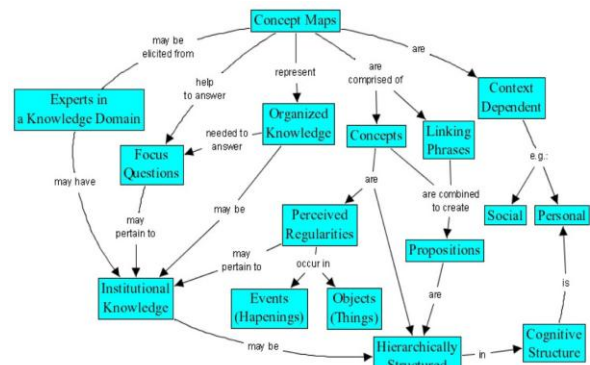 Concept Maps
may be
elicited from
help
to answer
represent
are
comprised of
are
Experts in
a Knowledge Domain
Organized
Knowledge
Context
Dependent
Concepts
Linking
Phrases
needed to
answer
Focus
Questions
e.g.:
may have
are
are combined
to create
may
pertain to
may be
Perceived
Regularities
Social
Personal
may
pertain to
occur in
Propositions
Institutional
Knowledge
Events
(Hapenings)
Objects
(Things)
are
is
may be
Hierarchically
Structured
in
Cognitive
Structure